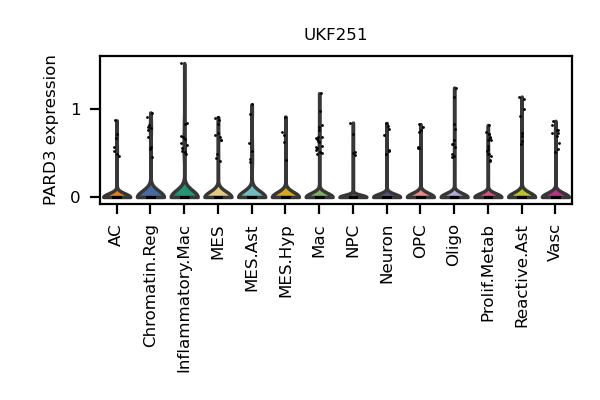 UKF251
PARD3 expression
1
0
AC
Chromatin.Reg
Inflammatory.Mac
MES
MES.Ast
MES.Hyp
Mac
NPC
Neuron
OPC
Oligo
Prolif.Metab
Reactive.Ast
Vasc